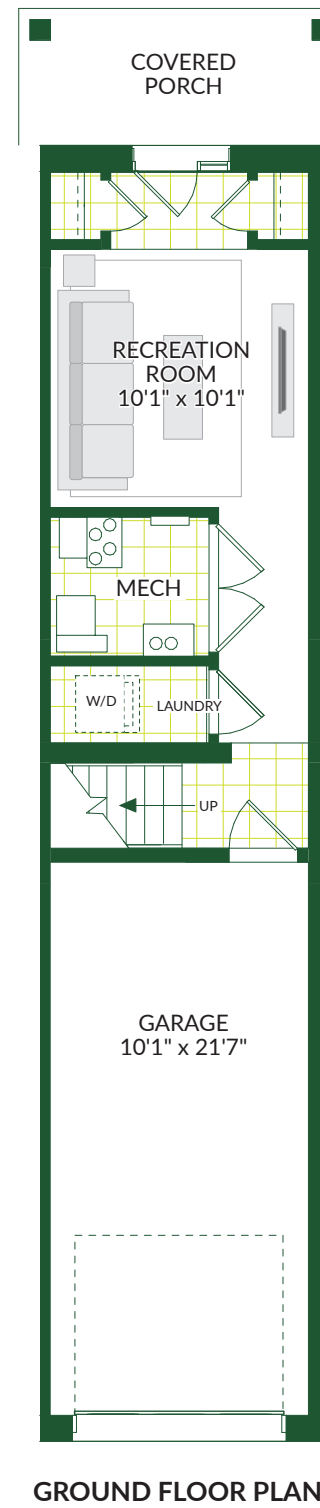 COVERED
PORCH
RECREATION
ROOM
10'1" x 10'1"
MECH
W/D
LAUNDRY
UP
GARAGE
10'1" x 21'7"
GROUND FLOOR PLAN